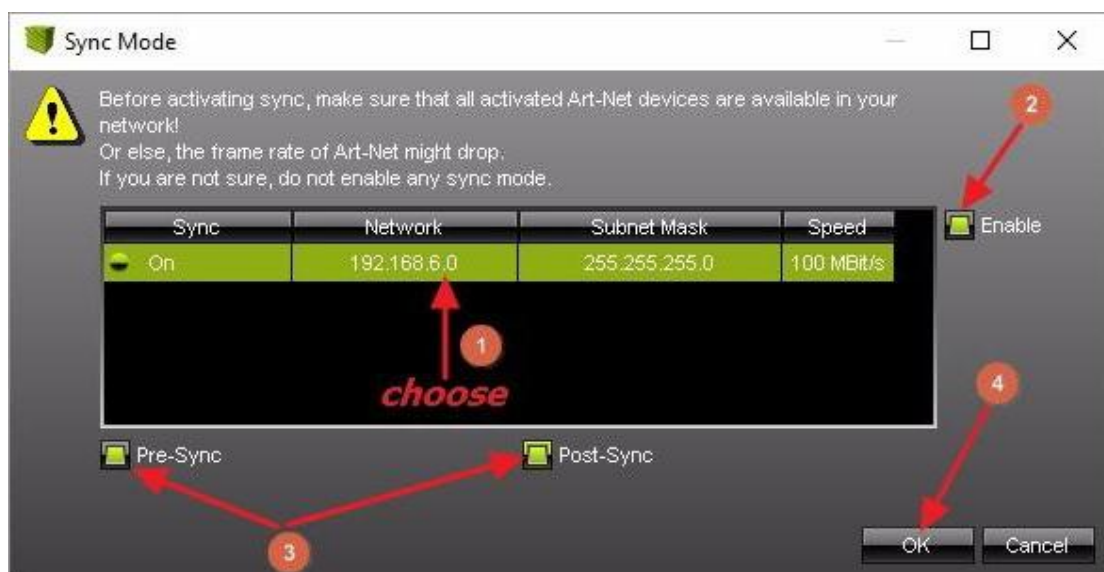 Sync Mode
Before activating sync, make sure that all activated Art-Net devices are available in your
network!
Or else, the frame rate of Art-Net might drop.
If you are not sure, do not enable any sync mode.
2
Sync Network Subnet Mask Speed
Enable
On 192.168.6.0 255.255.255.0 100 MBit/s
1
choose
4
Pre-Sync Post-Sync
3
OK Cancel